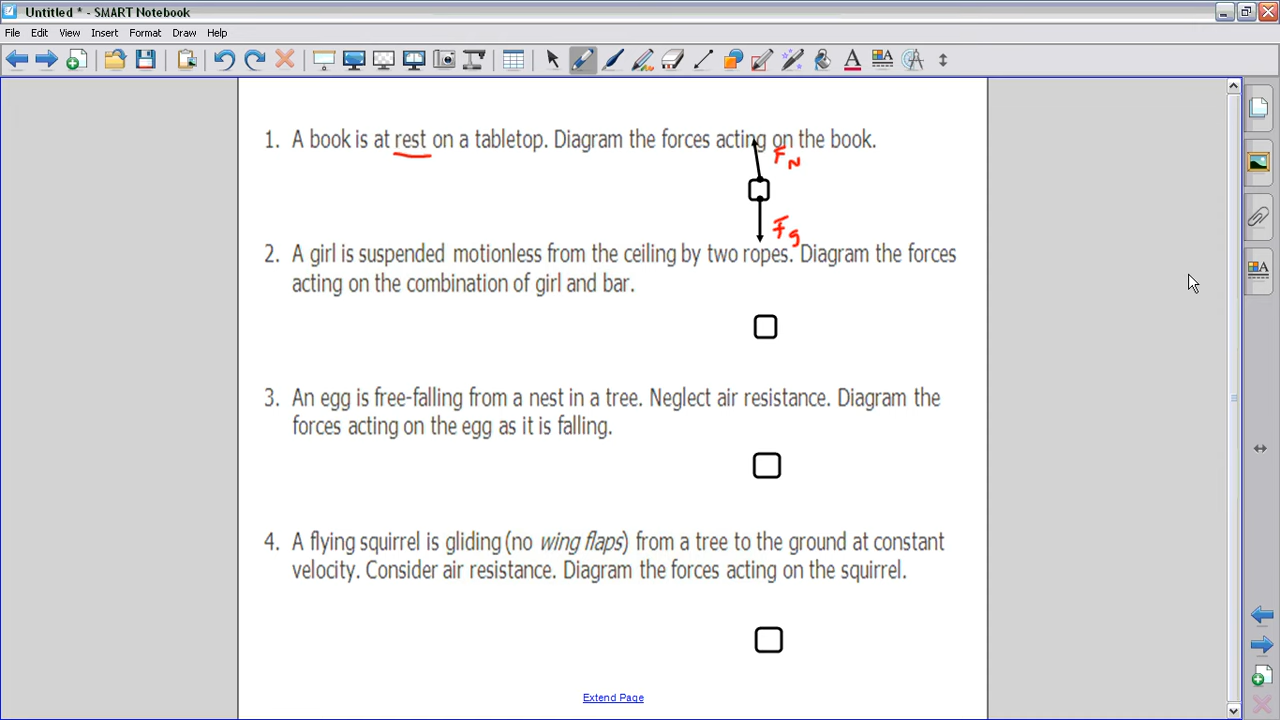 Untitled * - SMART Notebook
File Edit View Insert Format Draw Help
1. A book is at rest on a tabletop. Diagram the forces acting on the book.
FN
Fg
2. A girl is suspended motionless from the ceiling by two ropes. Diagram the forces
acting on the combination of girl and bar.
3. An egg is free-falling from a nest in a tree. Neglect air resistance. Diagram the
forces acting on the egg as it is falling.
4. A flying squirrel is gliding (no wing flaps) from a tree to the ground at constant
velocity. Consider air resistance. Diagram the forces acting on the squirrel.
Extend Page